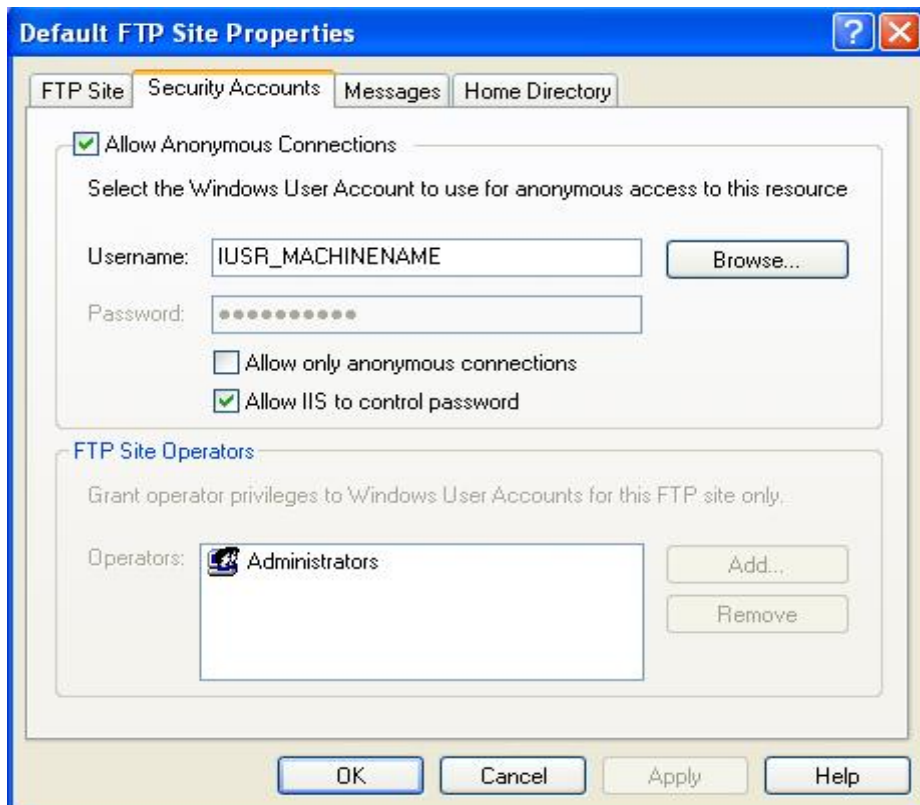 Default FTP Site Properties
FTP Site Security Accounts Messages Home Directory
Allow Anonymous Connections
Select the Windows User Account to use for anonymous access to this resource
Username: IUSR_MACHINENAME Browse...
Password: ●●●●●●●●●●
Allow only anonymous connections
Allow IIS to control password
FTP Site Operators
Grant operator privileges to Windows User Accounts for this FTP site only.
Operators: Administrators Add...
Remove
OK Cancel Apply Help